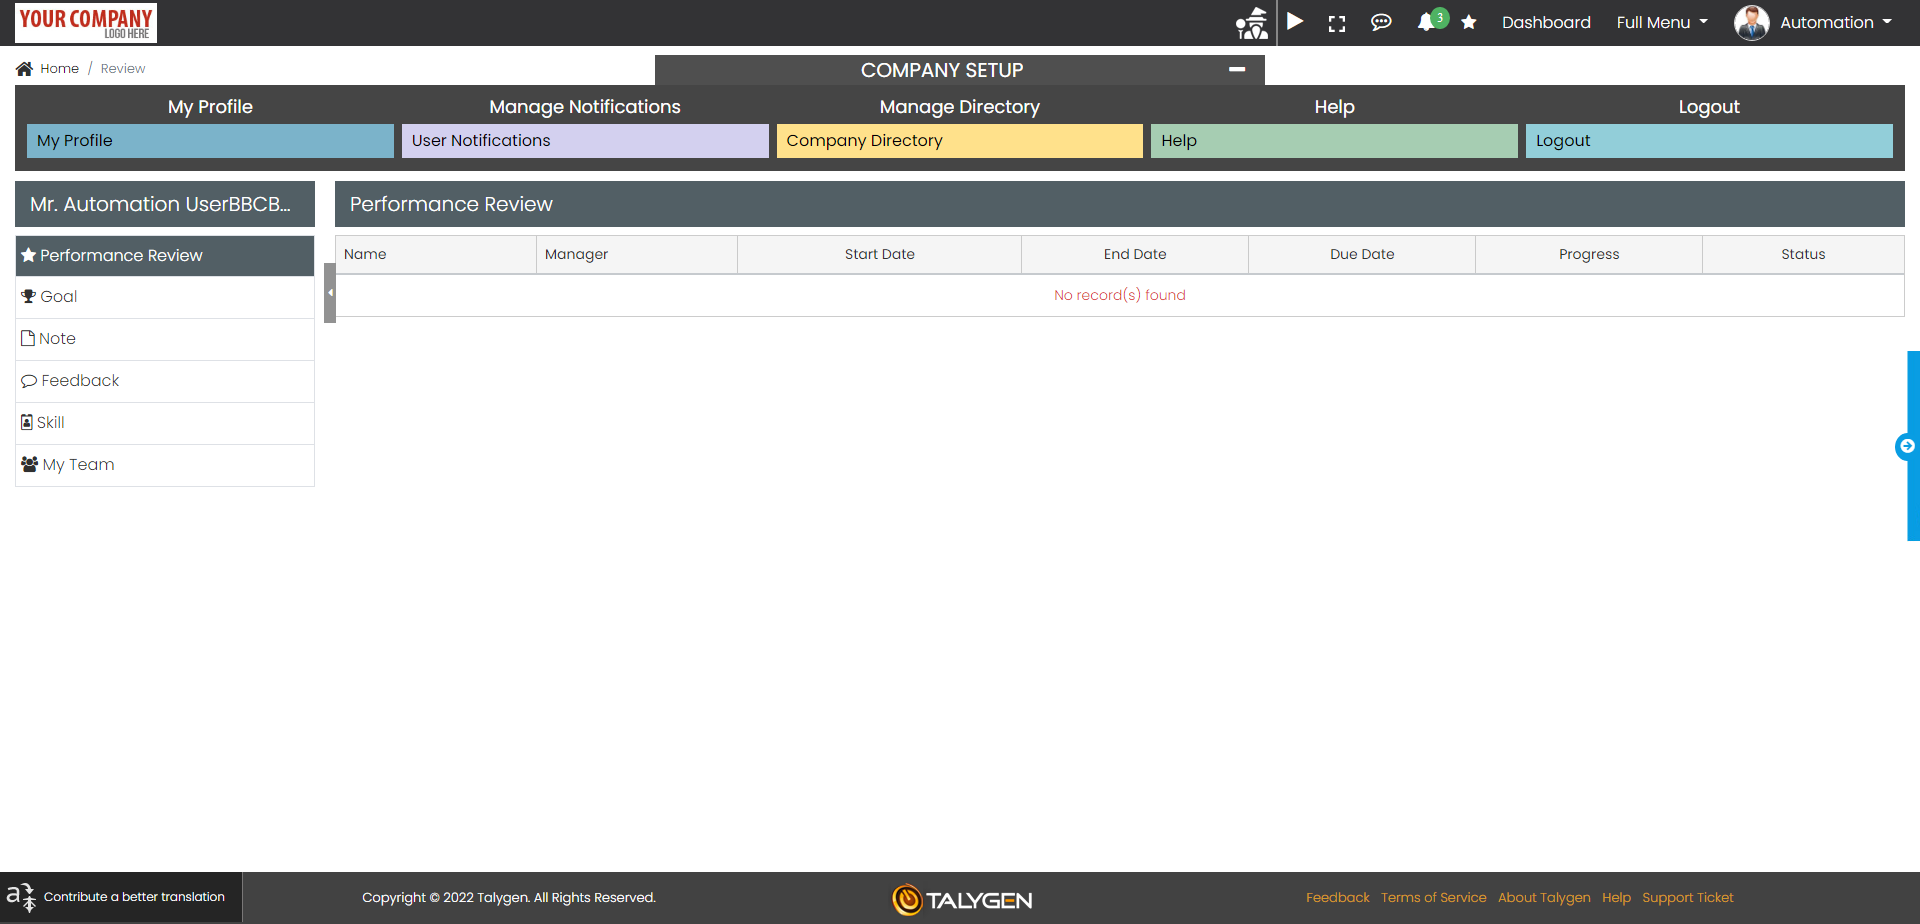 YOUR COMPANY
LOGO HERE
3
Dashboard
Full Menu
Automation
Home / Review
COMPANY SETUP
My Profile
Manage Notifications
Manage Directory
Help
Logout
My Profile
User Notifications
Company Directory
Help
Logout
Mr. Automation UserBBCB...
Performance Review
Performance Review
Goal
Note
Feedback
Skill
My Team
Name
Manager
Start Date
End Date
Due Date
Progress
Status
No record(s) found
Contribute a better translation
Copyright © 2022 Talygen. All Rights Reserved.
TALYGEN
Feedback
Terms of Service
About Talygen
Help
Support Ticket